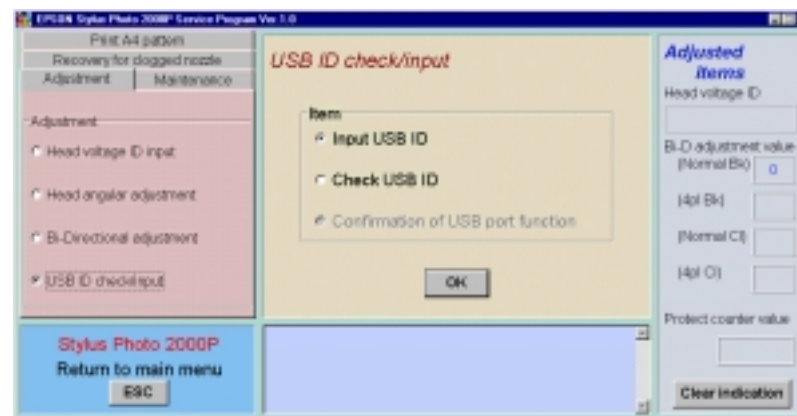 EPSON Stylus Photo 2000P Service Program Ver 1.0
Print A4 pattern
Recovery for clogged nozzle
Adjustment
Maintenance
Adjustment
Head voltage ID input
Head angular adjustment
Bi-Directional adjustment
USB ID check/input
Stylus Photo 2000P
Return to main menu
ESC
USB ID check/input
Item
Input USB ID
Check USB ID
Confirmation of USB port function
OK
Adjusted
Items
Head voltage ID
Bi-D adjustment value
(Normal Bk)
0
(4pl Bk)
(Normal Cl)
(4pl Cl)
Protect counter value
Clear indication